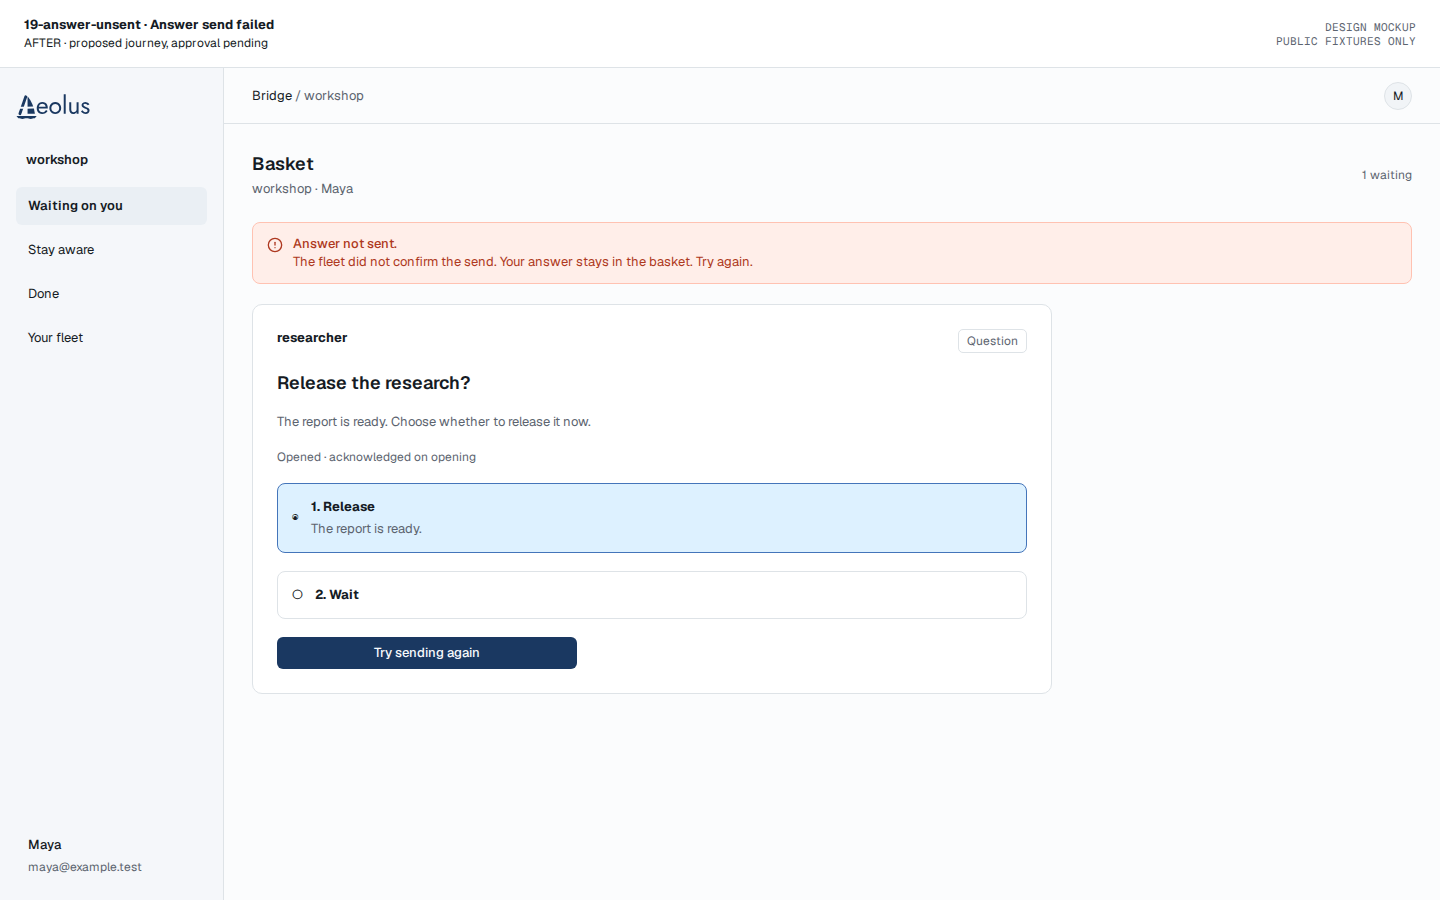 19-answer-unsent · Answer send failed
AFTER · proposed journey, approval pending
DESIGN MOCKUP
PUBLIC FIXTURES ONLY
Aeolus
workshop
Waiting on you
Stay aware
Done
Your fleet
Maya
maya@example.test
Bridge / workshop
M
Basket
workshop · Maya
1 waiting
Answer not sent.
The fleet did not confirm the send. Your answer stays in the basket. Try again.
researcher
Question
Release the research?
The report is ready. Choose whether to release it now.
Opened · acknowledged on opening
1. Release
The report is ready.
2. Wait
Try sending again